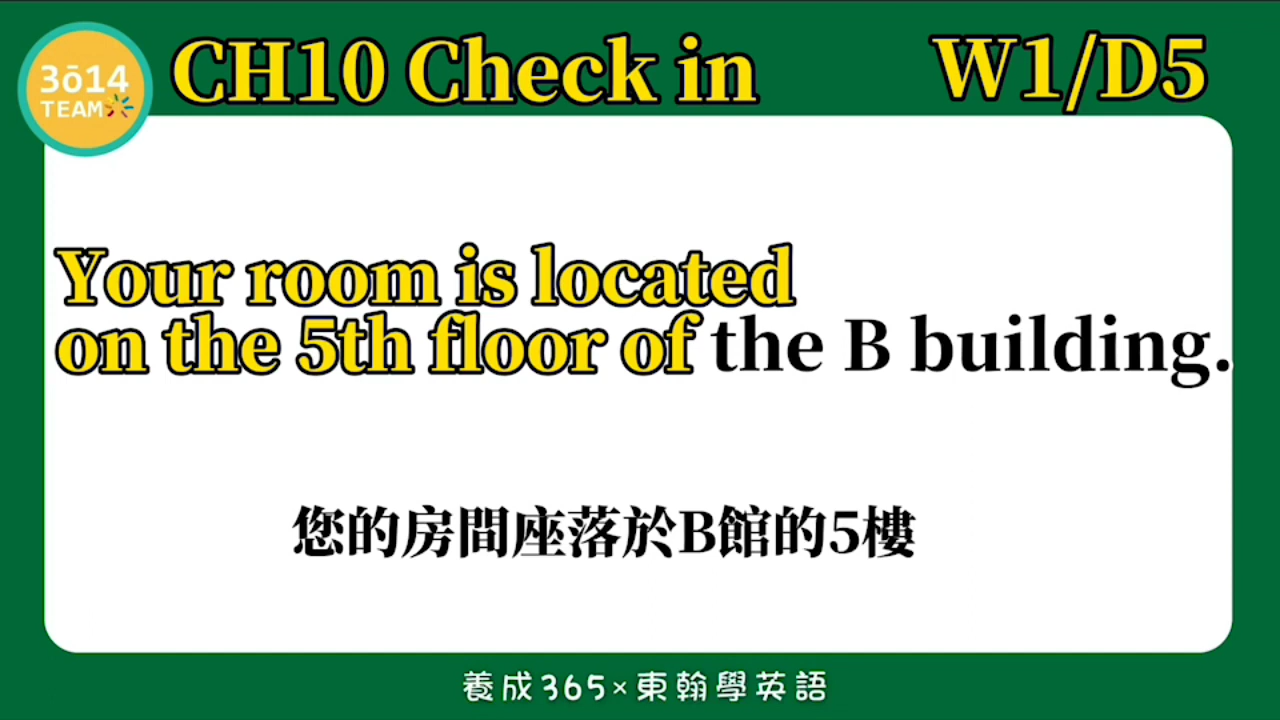 3ō14
TEAM
CH10 Check in
W1/D5
Your room is located
on the 5th floor of the B building.
您的房間座落於B館的5樓
養成365×東翰學英語